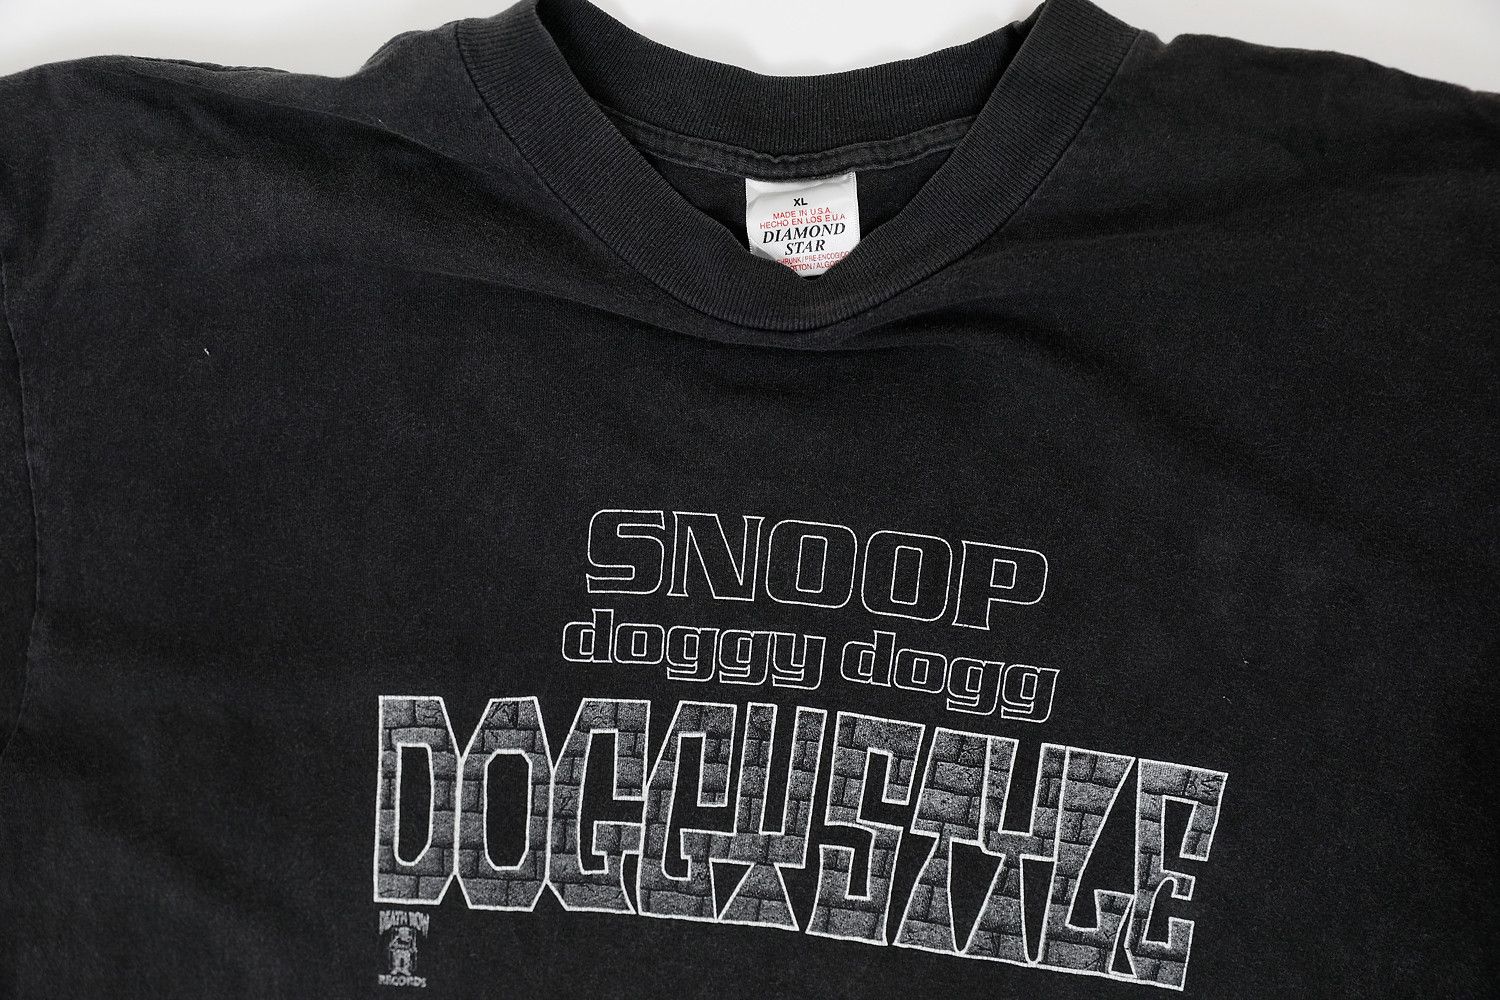 XL
MADE IN U.S.A.
HECHO EN LOS E.U.A
DIAMOND
STAR
SNOOP
doggy dogg
DOGGYSTYLE
DEATH ROW
RECORDS